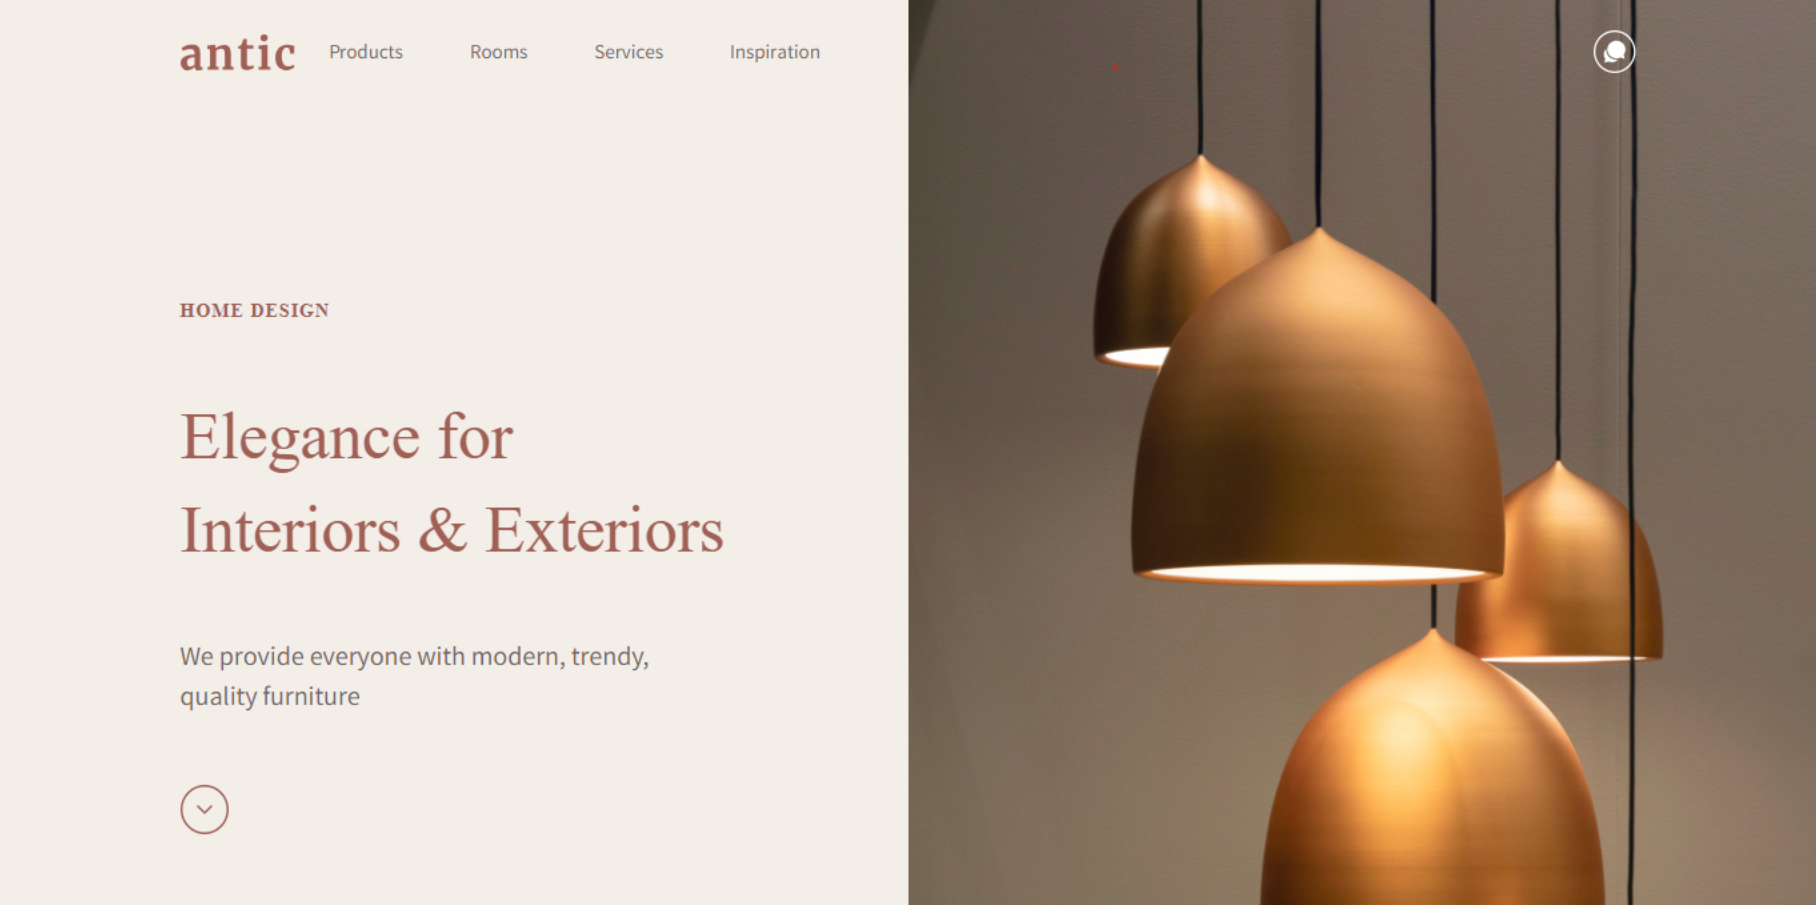 antic
Products
Rooms
Services
Inspiration
HOME DESIGN
Elegance for
Interiors & Exteriors
We provide everyone with modern, trendy,
quality furniture